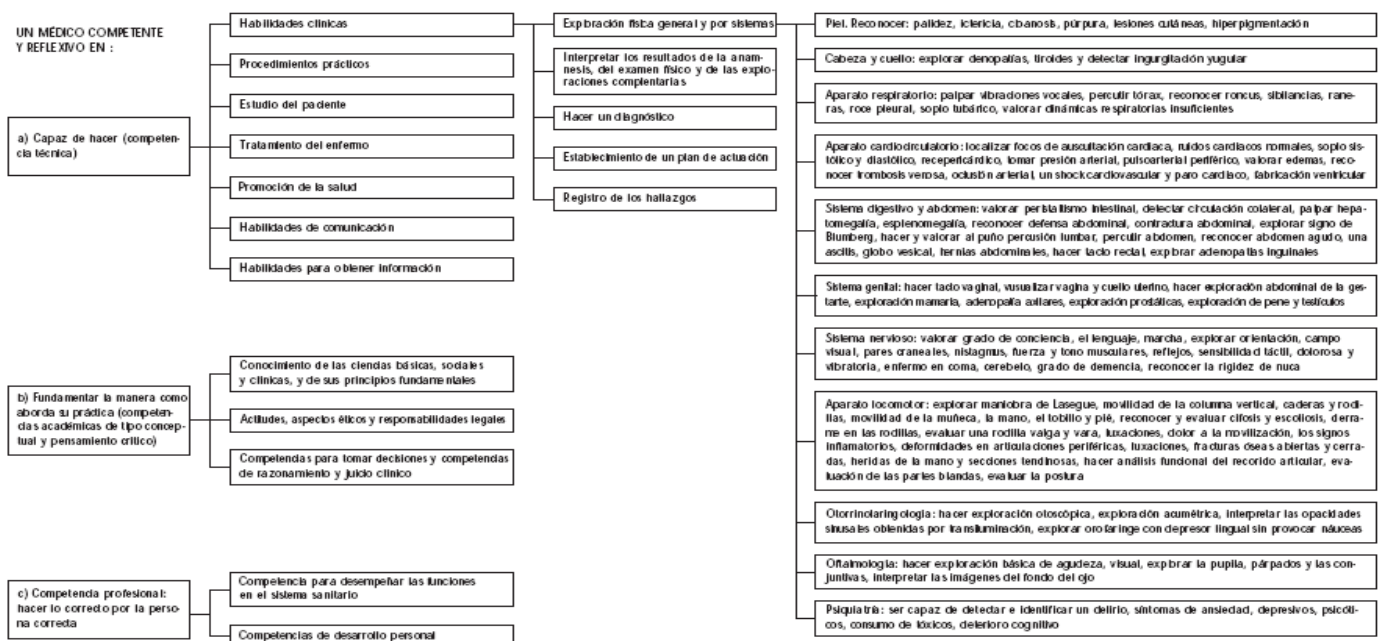 UN MÉDICO COMPETENTE
Y REFLEXIVO EN :
a) Capaz de hacer (competen-
cia técnica)
Habilidades clínicas
Procedimientos prácticos
Estudio del paciente
Tratamiento del enfermo
Promoción de la salud
Habilidades de comunicación
Habilidades para obtener información
Exploración física general y por sistemas
Interpretar los resultados de la anam-
nesis, del examen físico y de las explo-
raciones complentarias
Hacer un diagnóstico
Establecimiento de un plan de actuación
Registro de los hallazgos
Piel. Reconocer: palidez, ictericia, cibanosis, púrpura, lesiones cutáneas, hiperpigmentación
Cabeza y cuello: explorar denopatías, tiroides y detectar ingurgitación yugular
Aparato respiratorio: palpar vibraciones vocales, percutir tórax, reconocer roncus, sibilancias, rane-
ras, roce pleural, soplo tubárico, valorar dinámicas respiratorias insuficientes
Aparato cardiocirculatorio: localizar focos de auscultación cardiaca, ruidos cardiacos normales, soplo sis-
tólico y diastólico, recepericárdico, tomar presión arterial, pulsoarterial periférico, valorar edemas, reco-
nocer trombosis verosa, oclusión arterial, un shock cardiovascular y paro cardiaco, fabricación ventricular
Sistema digestivo y abdomen: valorar peristaltismo intestinal, detectar circulación colateral, palpar hepa-
tomegalía, esplenomegalía, reconocer defensa abdominal, contractura abdominal, explorar signo de
Blumberg, hacer y valorar al puño percusión lumbar, percutir abdomen, reconocer abdomen agudo, una
ascitis, globo vesical, hernias abdominales, hacer tacto rectal, explorar adenopatías inguinales
Sistema genital: hacer tacto vaginal, vusualizar vagina y cuello uterino, hacer exploración abdominal de la ges-
tarte, exploración mamaria, adenopatía axilares, exploración prostáticas, exploración de pene y testículos
Sistema nervioso: valorar grado de conciencia, el lenguaje, marcha, explorar orientación, campo
visual, pares craneales, nistagmus, fuerza y tono musculares, reflejos, sensibilidad táctil, dolorosa y
vibratoria, enfermo en coma, cerebelo, grado de demencia, reconocer la rigidez de nuca
Aparato locomotor: explorar maniobra de Lasegue, movilidad de la columna vertical, caderas y rodi-
llas, movilidad de la muñeca, la mano, el tobillo y pié, reconocer y evaluar cifosis y escoliosis, derra-
me en las rodillas, evaluar una rodilla valga y vara, luxaciones, dolor a la movilización, los signos
inflamatorios, deformidades en articulaciones periféricas, luxaciones, fracturas óseas abiertas y cerra-
das, heridas de la mano y secciones tendinosas, hacer análisis funcional del recorido articular, eva-
luación de las partes blandas, evaluar la postura
Otorrinolaringología: hacer exploración otoscópica, exploración acumétrica, interpretar las opacidades
sinusales obtenidas por transiluminación, explorar orofaringe con depresor lingual sin provocar náuceas
Oftalmología: hacer exploración básica de agudeza, visual, explorar la pupila, párpados y las con-
juntivas, interpretar las imágenes del fondo del ojo
Psiquiatría: ser capaz de detectar e identificar un delirio, síntomas de ansiedad, depresivos, psicóti-
cos, consumo de tóxicos, deterioro cognitivo
b) Fundamentar la manera como
aborda su prádica (competen-
cias académicas de tipo concep-
tual y pensamiento crítico)
Conocimiento de las ciencias básicas, sociales
y clínicas, y de sus principios fundamentales
Actitudes, aspectos éticos y responsabilidades legales
Competencias para tomar decisiones y competencias
de razonamiento y juicio clínico
c) Competencia profesional:
hacer lo correcto por la perso-
na correcta
Competencia para desempeñar las funciones
en el sistema sanitario
Competencias de desarrollo personal